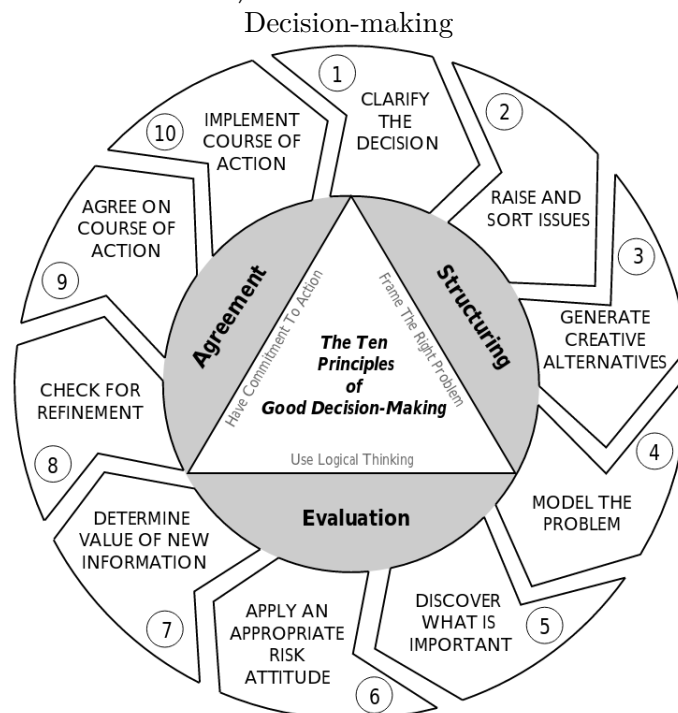 Decision-making
1
CLARIFY
THE
DECISION
2
RAISE AND
SORT ISSUES
3
GENERATE
CREATIVE
ALTERNATIVES
4
MODEL THE
PROBLEM
5
DISCOVER
WHAT IS
IMPORTANT
6
APPLY AN
APPROPRIATE
RISK
ATTITUDE
7
DETERMINE
VALUE OF NEW
INFORMATION
8
CHECK FOR
REFINEMENT
9
AGREE ON
COURSE OF
ACTION
10
IMPLEMENT
COURSE OF
ACTION
Agreement
Structuring
Evaluation
Have Commitment To Action
Frame The Right Problem
Use Logical Thinking
The Ten
Principles
of
Good Decision-Making